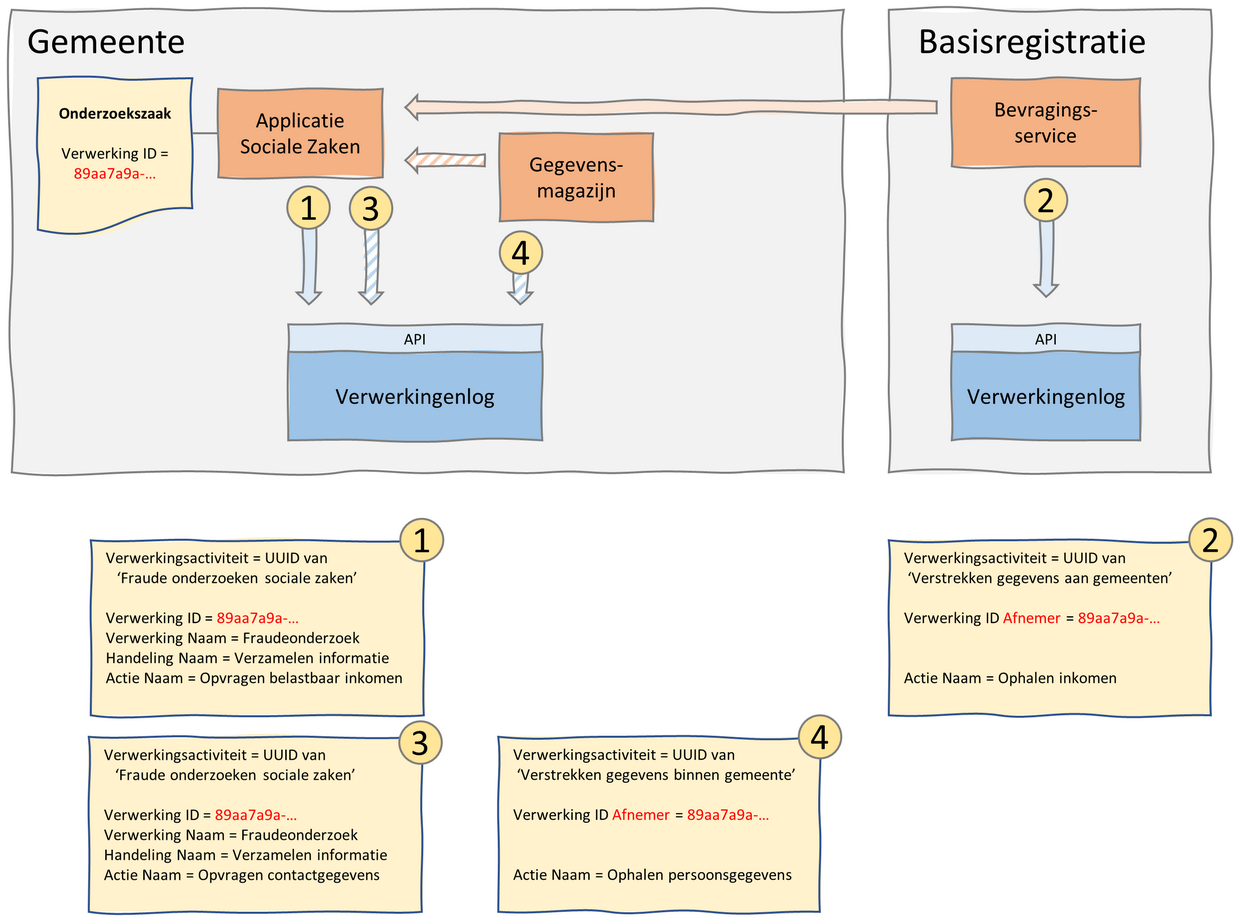 Gemeente
Onderzoekszaak
Verwerking ID =
89aa7a9a-...
Applicatie
Sociale Zaken
Gegevens-
magazijn
1
3
4
API
Verwerkingenlog
Basisregistratie
Bevragings-
service
2
API
Verwerkingenlog
1
Verwerkingsactiviteit = UUID van
‘Fraude onderzoeken sociale zaken’
Verwerking ID = 89aa7a9a-...
Verwerking Naam = Fraudeonderzoek
Handeling Naam = Verzamelen informatie
Actie Naam = Opvragen belastbaar inkomen
2
Verwerkingsactiviteit = UUID van
‘Verstrekken gegevens aan gemeenten’
Verwerking ID Afnemer = 89aa7a9a-...
Actie Naam = Ophalen inkomen
3
Verwerkingsactiviteit = UUID van
‘Fraude onderzoeken sociale zaken’
Verwerking ID = 89aa7a9a-...
Verwerking Naam = Fraudeonderzoek
Handeling Naam = Verzamelen informatie
Actie Naam = Opvragen contactgegevens
4
Verwerkingsactiviteit = UUID van
‘Verstrekken gegevens binnen gemeente’
Verwerking ID Afnemer = 89aa7a9a-...
Actie Naam = Ophalen persoonsgegevens